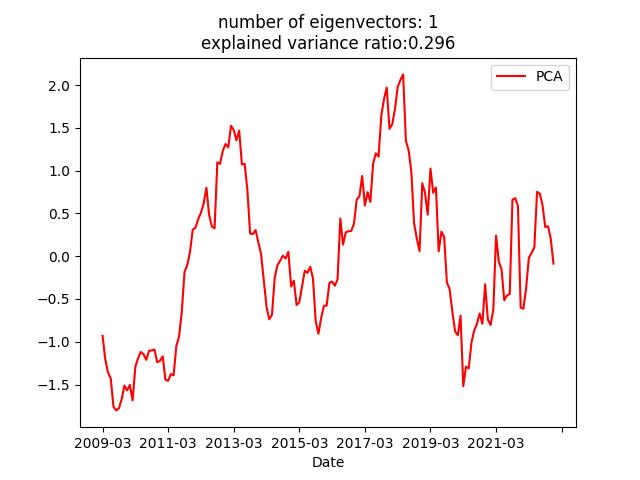 number of eigenvectors: 1
explained variance ratio:0.296
PCA
2.0
1.5
1.0
0.5
0.0
−0.5
−1.0
−1.5
2009-03 2011-03 2013-03 2015-03 2017-03 2019-03 2021-03
Date